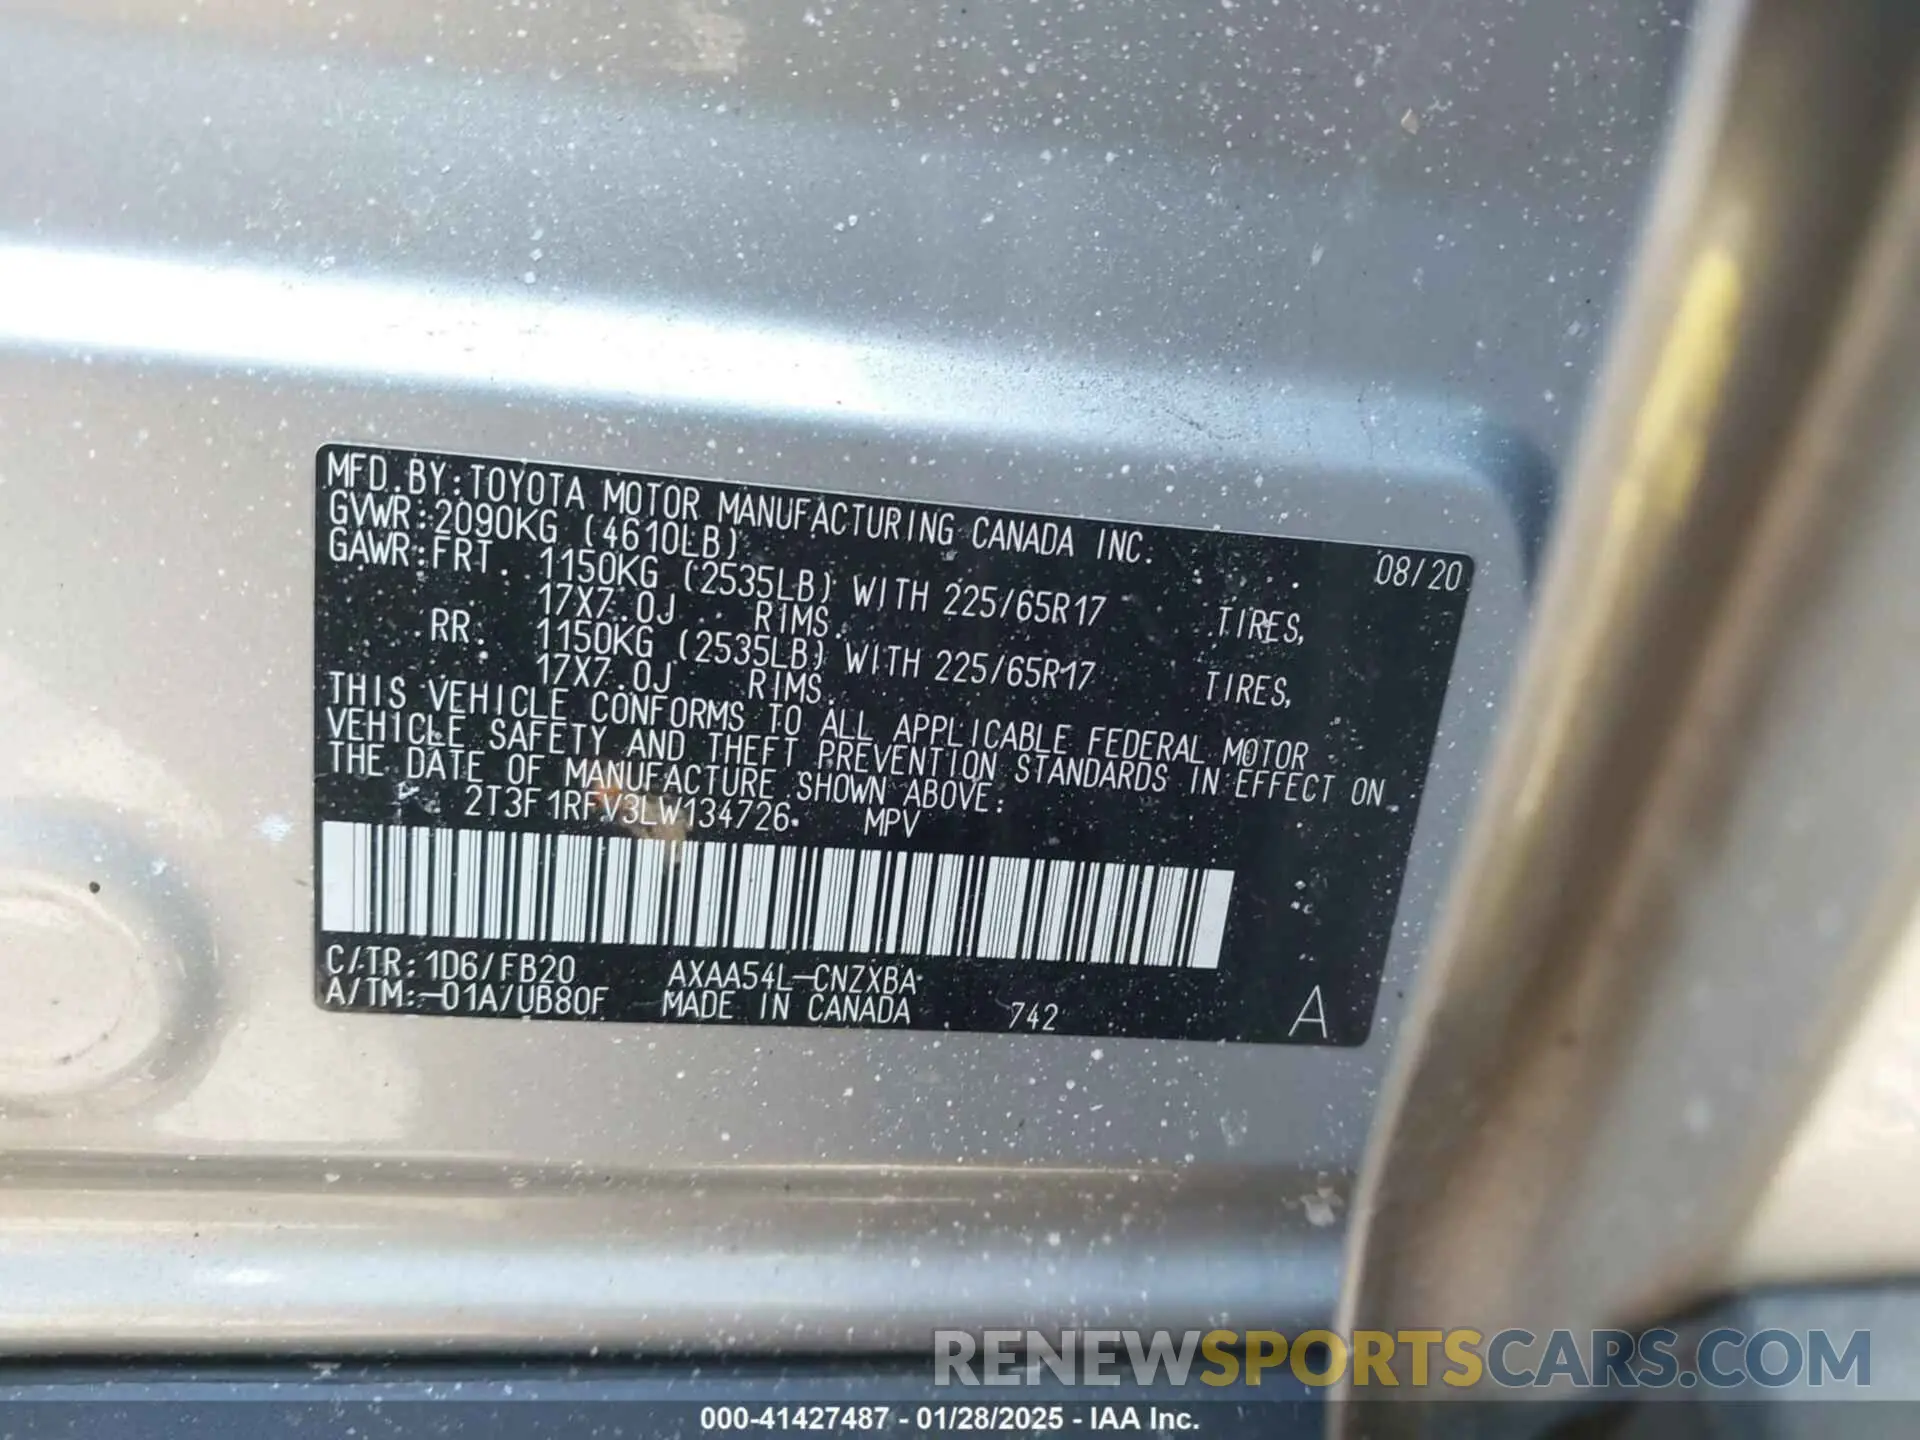 MFD.BY:TOYOTA MOTOR MANUFACTURING CANADA INC. 08/20
GVWR:2090KG (4610LB)
GAWR:FRT. 1150KG (2535LB) WITH 225/65R17 TIRES,
17X7.0J RIMS.
RR. 1150KG (2535LB) WITH 225/65R17 TIRES,
17X7.0J RIMS.
THIS VEHICLE CONFORMS TO ALL APPLICABLE FEDERAL MOTOR
VEHICLE SAFETY AND THEFT PREVENTION STANDARDS IN EFFECT ON
THE DATE OF MANUFACTURE SHOWN ABOVE:
2T3F1RFV3LW134726 MPV
C/TR:1D6/FB20 AXAA54L-CNZXBA
A/TM:-01A/UB80F MADE IN CANADA 742 A
RENEWSPORTSCARS.COM
000-41427487 - 01/28/2025 - IAA Inc.